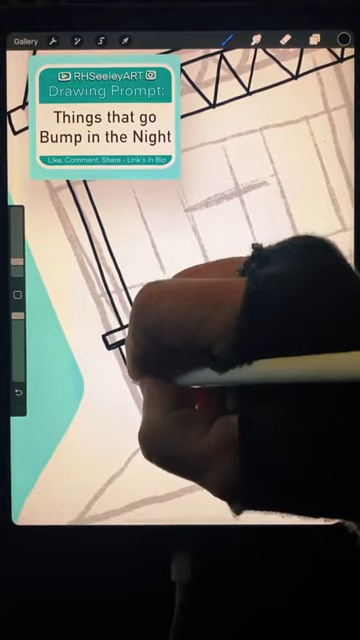 Gallery
RHSeeleyART
Drawing Prompt:
Things that go
Bump in the Night
Like, Comment, Share - Link's in Bio